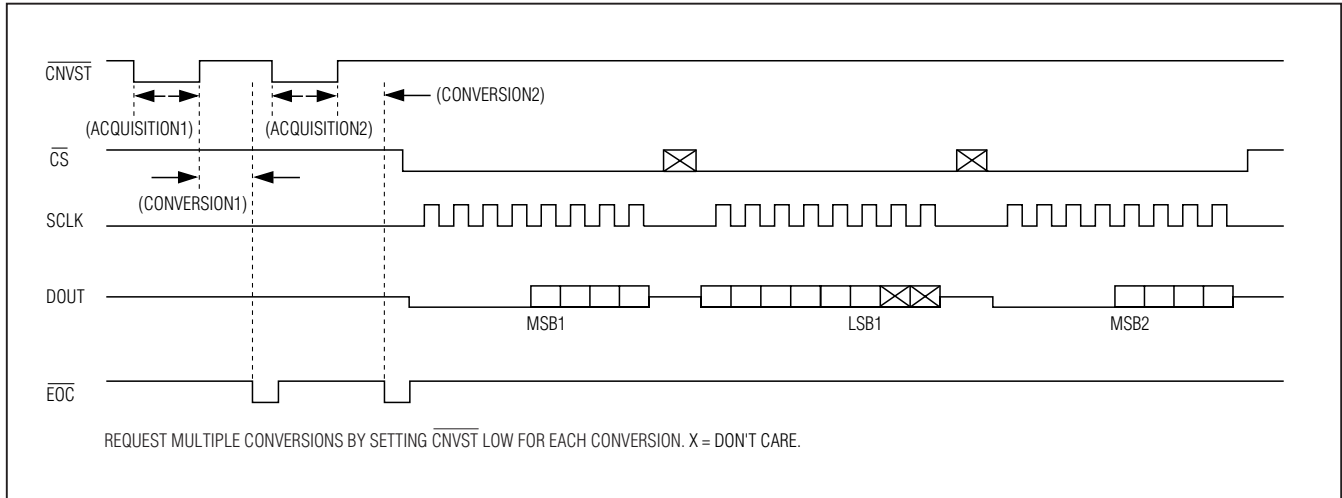 CNVST
(CONVERSION2)
(ACQUISITION1)
(ACQUISITION2)
CS
(CONVERSION1)
SCLK
DOUT
MSB1
LSB1
MSB2
EOC
REQUEST MULTIPLE CONVERSIONS BY SETTING CNVST LOW FOR EACH CONVERSION. X = DON'T CARE.